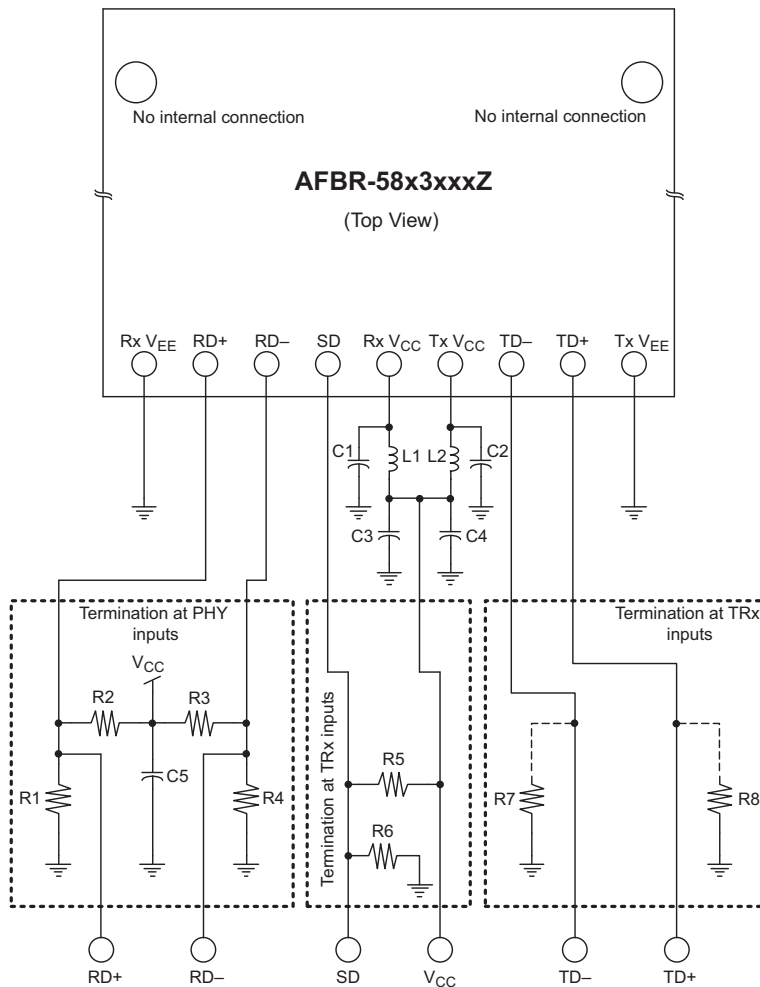 No internal connection
No internal connection
AFBR-58x3xxxZ
(Top View)
Rx VEE
RD+
RD–
SD
Rx VCC
Tx VCC
TD–
TD+
Tx VEE
C1
L1
L2
C2
C3
C4
Termination at PHY
inputs
VCC
R2
R3
R1
C5
R4
Termination at TRx inputs
R5
R6
Termination at TRx
inputs
R7
R8
RD+
RD–
SD
VCC
TD–
TD+